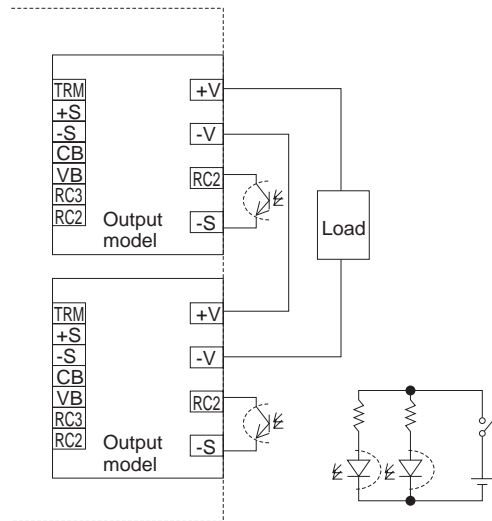 TRM
+S
-S
CB
VB
RC3
RC2
Output
model
+V
-V
RC2
-S
Load
TRM
+S
-S
CB
VB
RC3
RC2
Output
model
+V
-V
RC2
-S